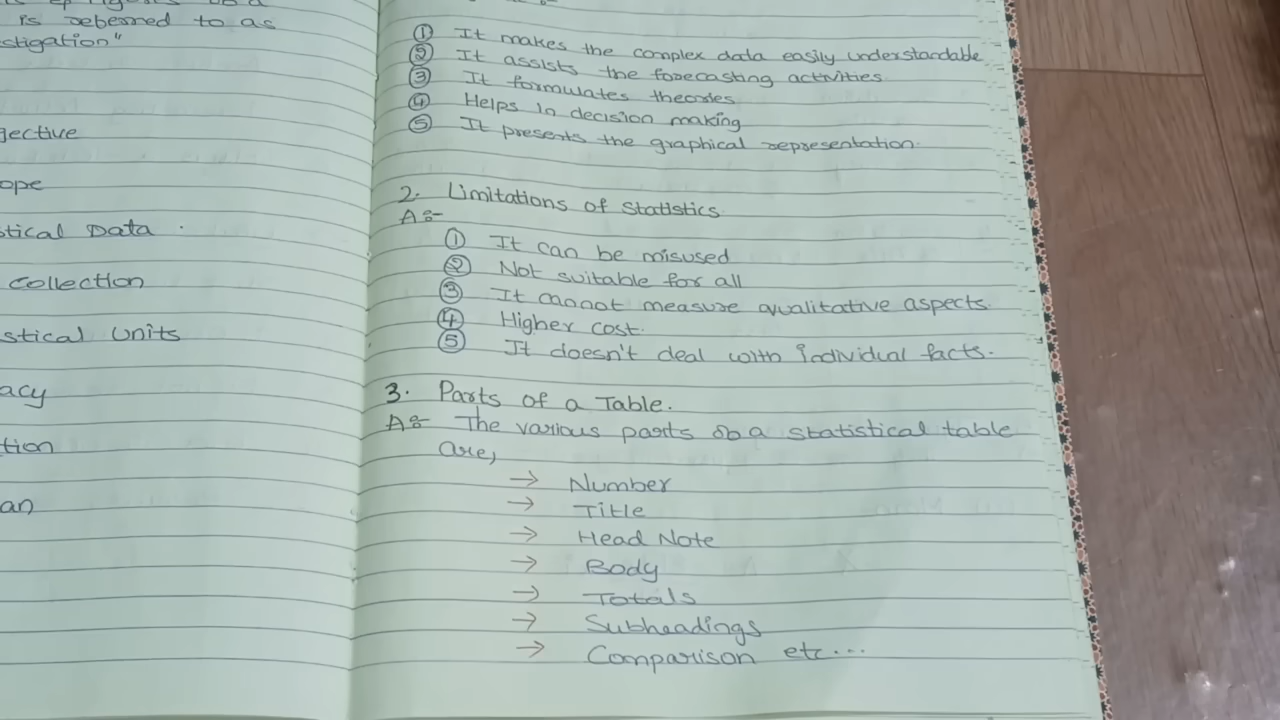 is referred to as
stigation"
jective
ope
stical Data.
collection
stical Units
acy
tion
an
① It makes the complex data easily understandable
② It assists the forecasting activities
③ It formulates theories
④ Helps in decision making
⑤ It presents the graphical representation.
2. Limitations of Statistics
A:-
① It can be misused
② Not suitable for all
③ It cannot measure qualitative aspects.
④ Higher cost.
⑤ It doesn't deal with individual facts.
3. Parts of a Table.
A:- The various parts of a statistical table
are,
→ Number
→ Title
→ Head Note
→ Body
→ Totals
→ Subheadings
→ Comparison etc...